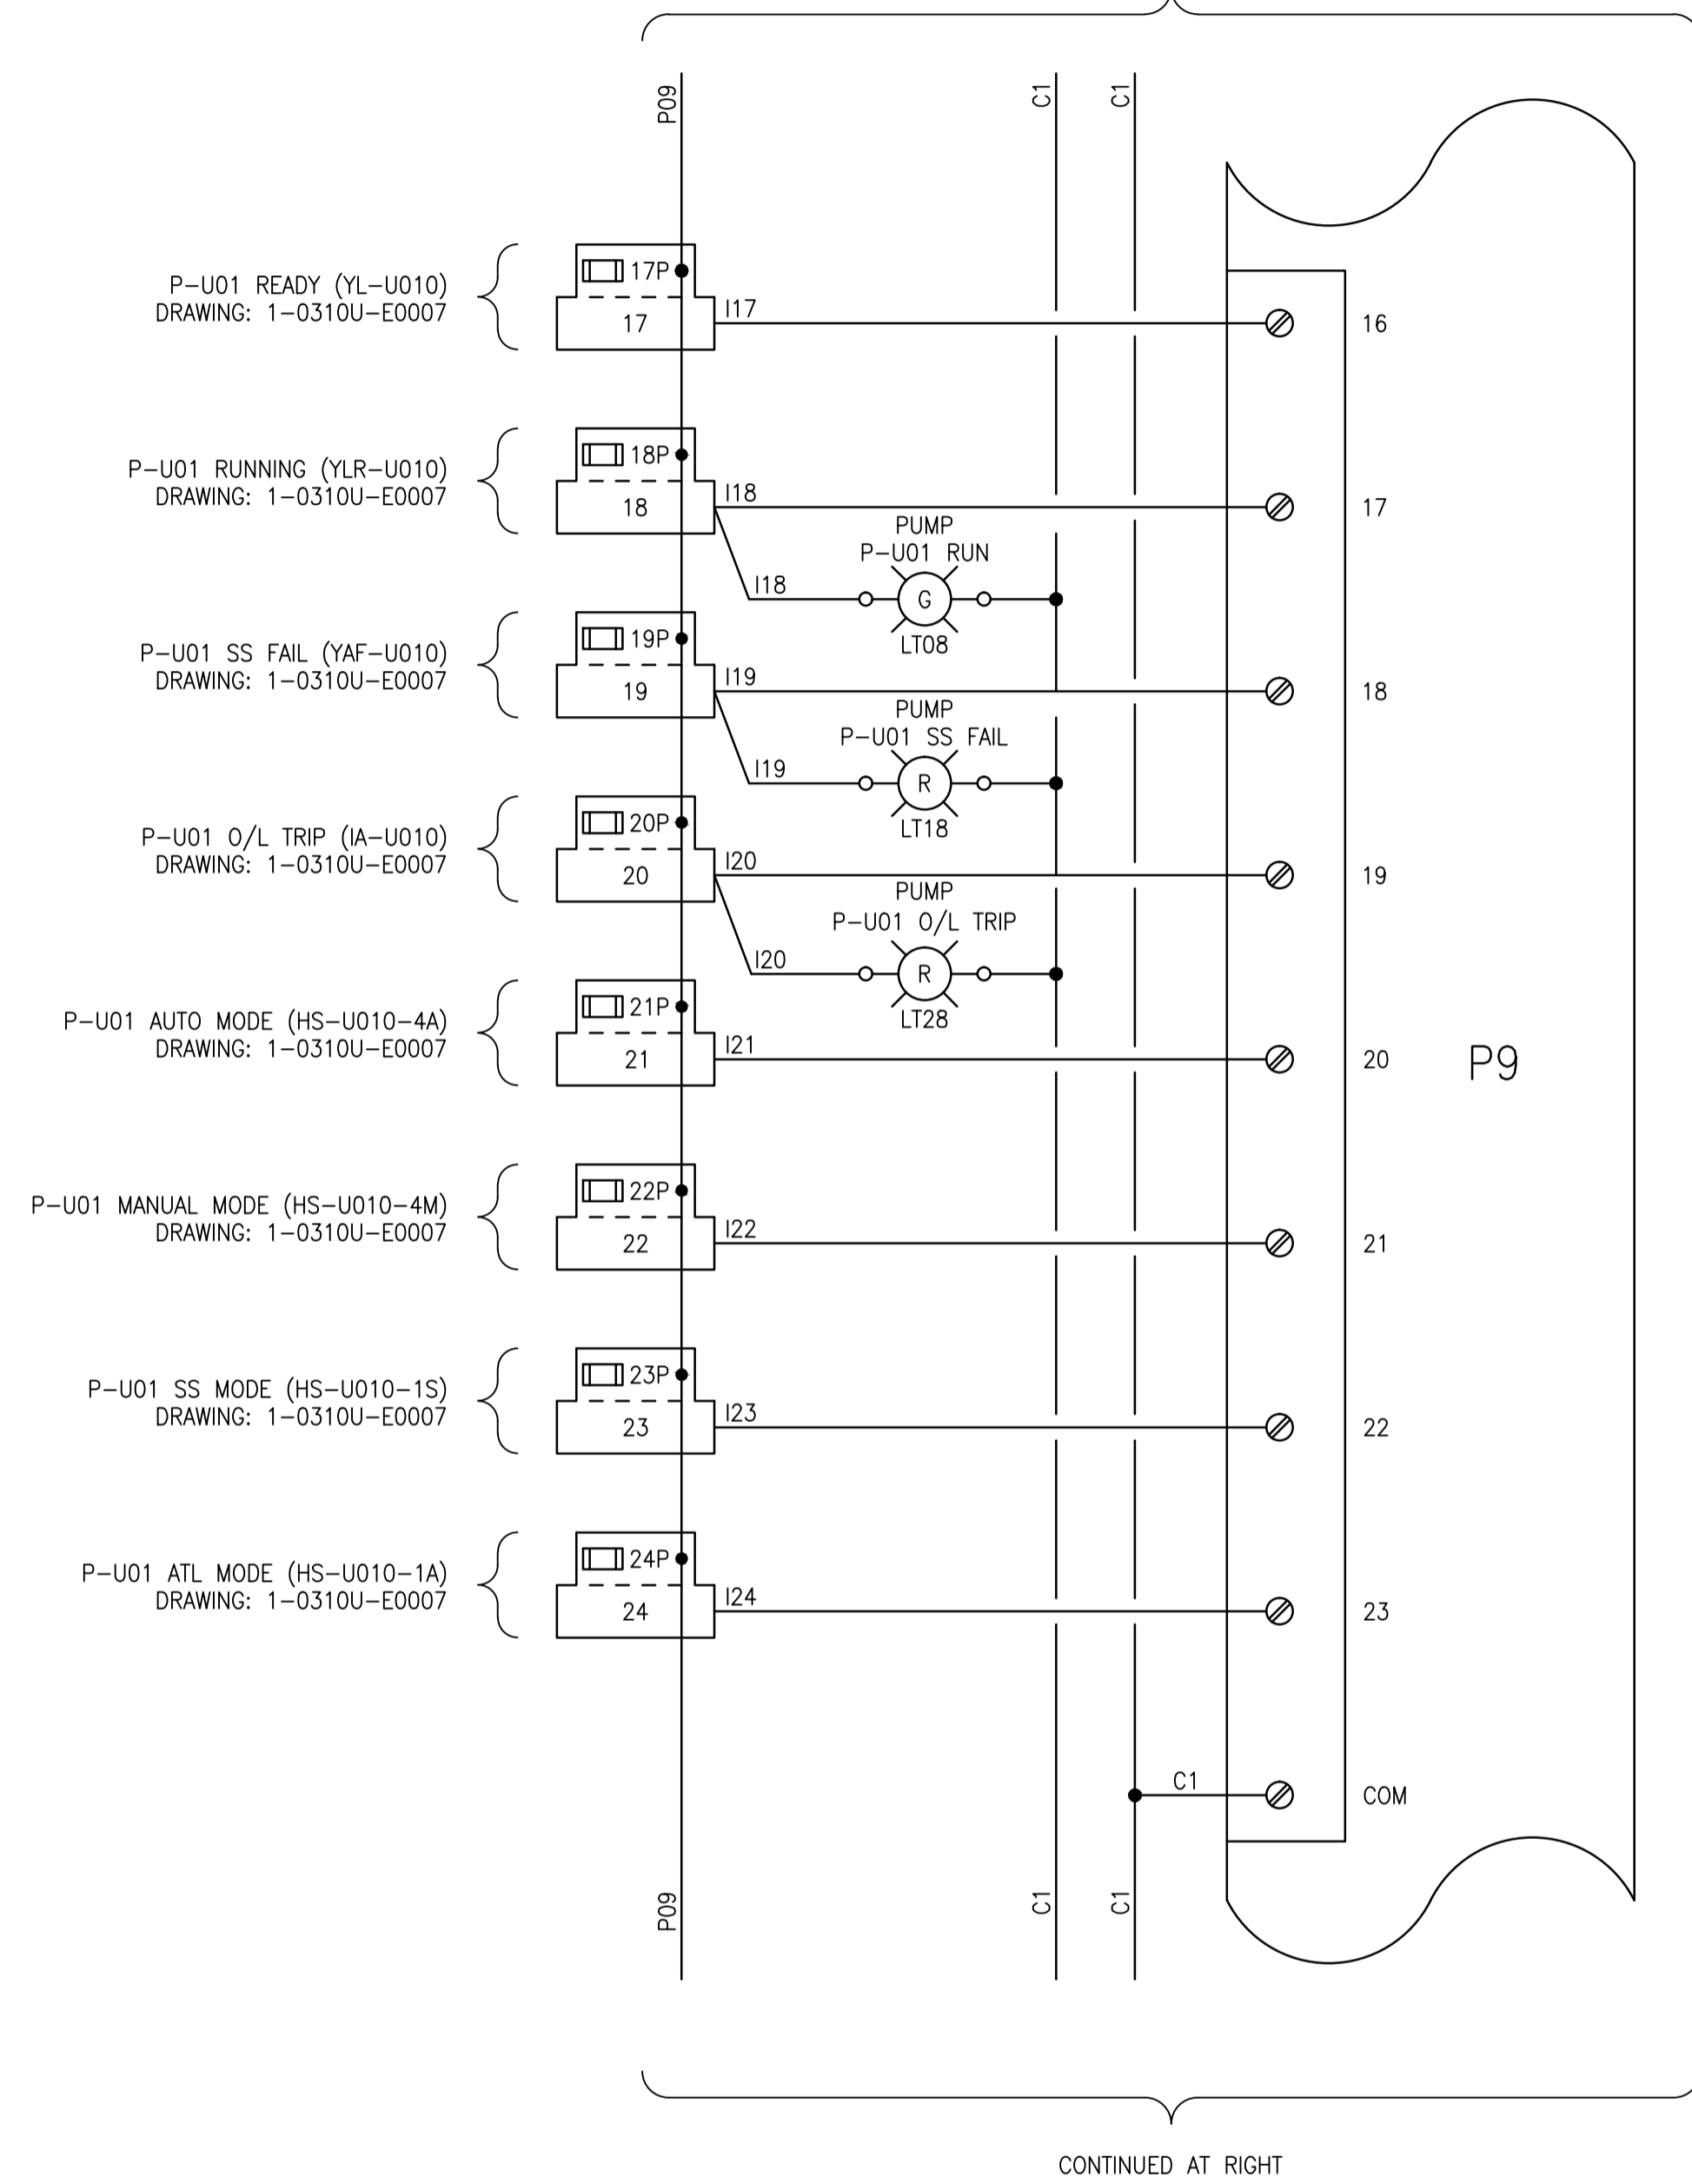 P09
C1
C1
P-U01 READY (YL-U010)
DRAWING: 1-0310U-E0007
17P
17
I17
16
P-U01 RUNNING (YLR-U010)
DRAWING: 1-0310U-E0007
18P
18
I18
17
PUMP
P-U01 RUN
I18
G
LT08
P-U01 SS FAIL (YAF-U010)
DRAWING: 1-0310U-E0007
19P
19
I19
18
PUMP
P-U01 SS FAIL
I19
R
LT18
P-U01 O/L TRIP (IA-U010)
DRAWING: 1-0310U-E0007
20P
20
I20
19
PUMP
P-U01 O/L TRIP
I20
R
LT28
P-U01 AUTO MODE (HS-U010-4A)
DRAWING: 1-0310U-E0007
21P
21
I21
20
P9
P-U01 MANUAL MODE (HS-U010-4M)
DRAWING: 1-0310U-E0007
22P
22
I22
21
P-U01 SS MODE (HS-U010-1S)
DRAWING: 1-0310U-E0007
23P
23
I23
22
P-U01 ATL MODE (HS-U010-1A)
DRAWING: 1-0310U-E0007
24P
24
I24
23
C1
COM
P09
C1
C1
CONTINUED AT RIGHT